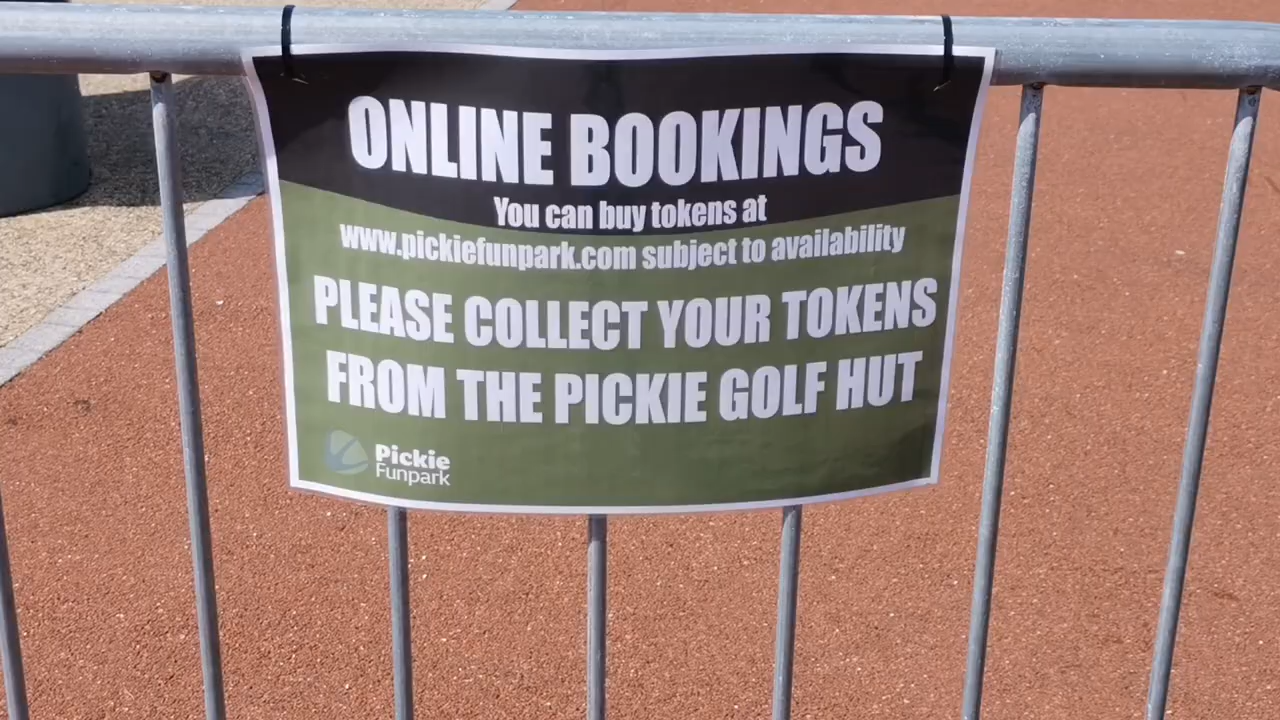 ONLINE BOOKINGS
You can buy tokens at
www.pickiefunpark.com subject to availability
PLEASE COLLECT YOUR TOKENS
FROM THE PICKIE GOLF HUT
Pickie
Funpark